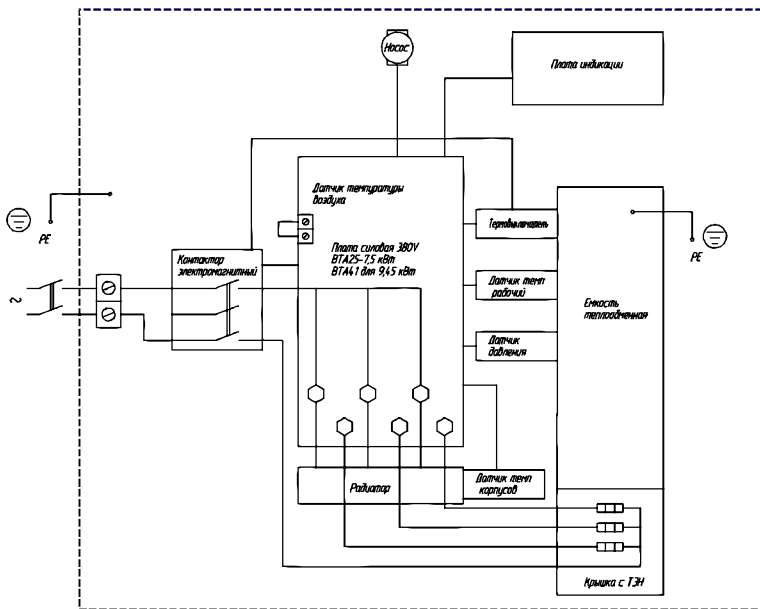 Насос
Плата индикации
Датчик темпуратуры
воздуха
Термовыключатель
PE
PE
Контактор
электромагнитный
Плата силовая 380V
BTA25-7,5 кВт
BTA41 для 9,45 кВт
Датчик темп
рабочий
Емкость
теплообменная
~
Датчик
давления
Радиатор
Датчик темп
корпусов
Крышка с ТЭН